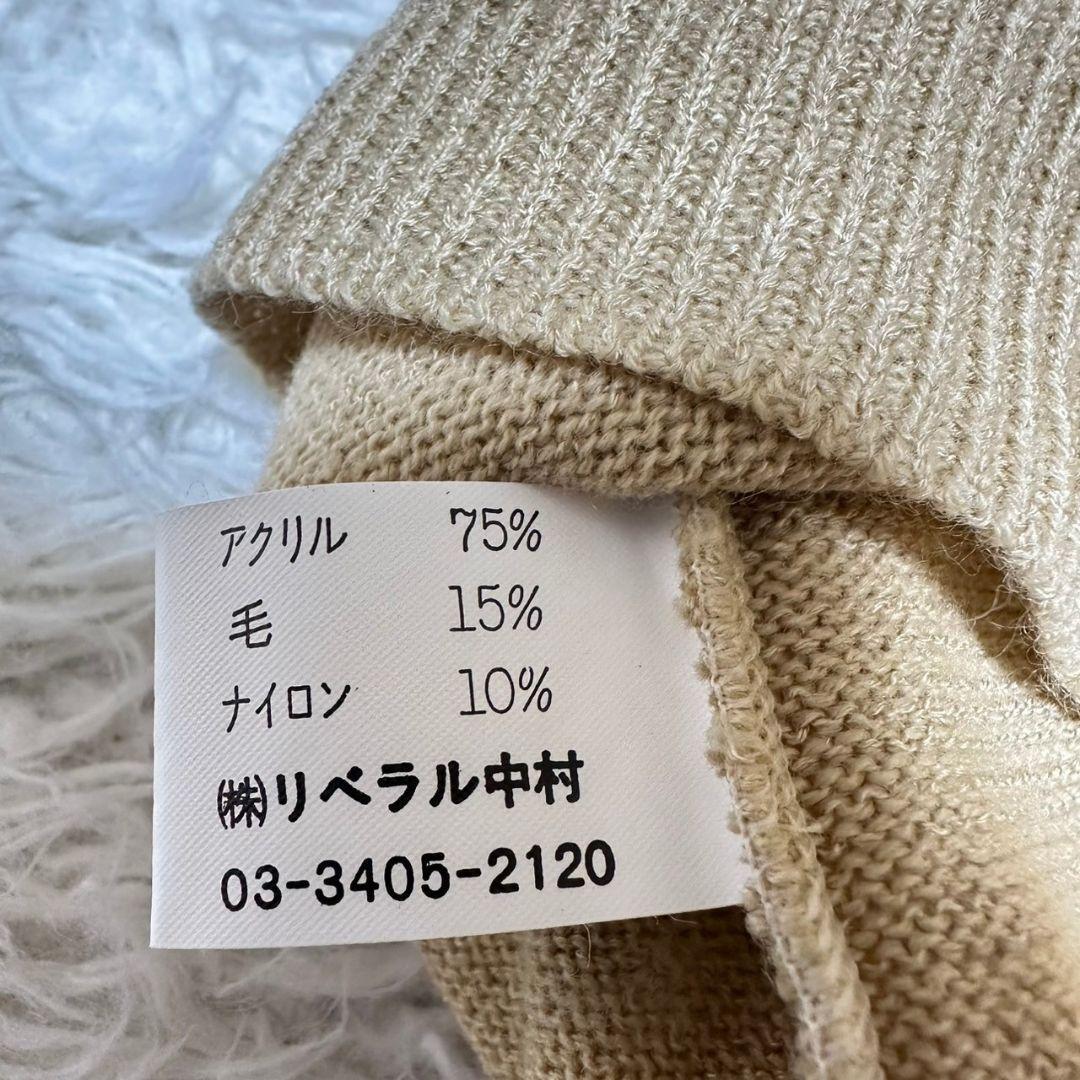 アクリル 75%
毛 15%
ナイロン 10%
㈱リベラル中村
03-3405-2120